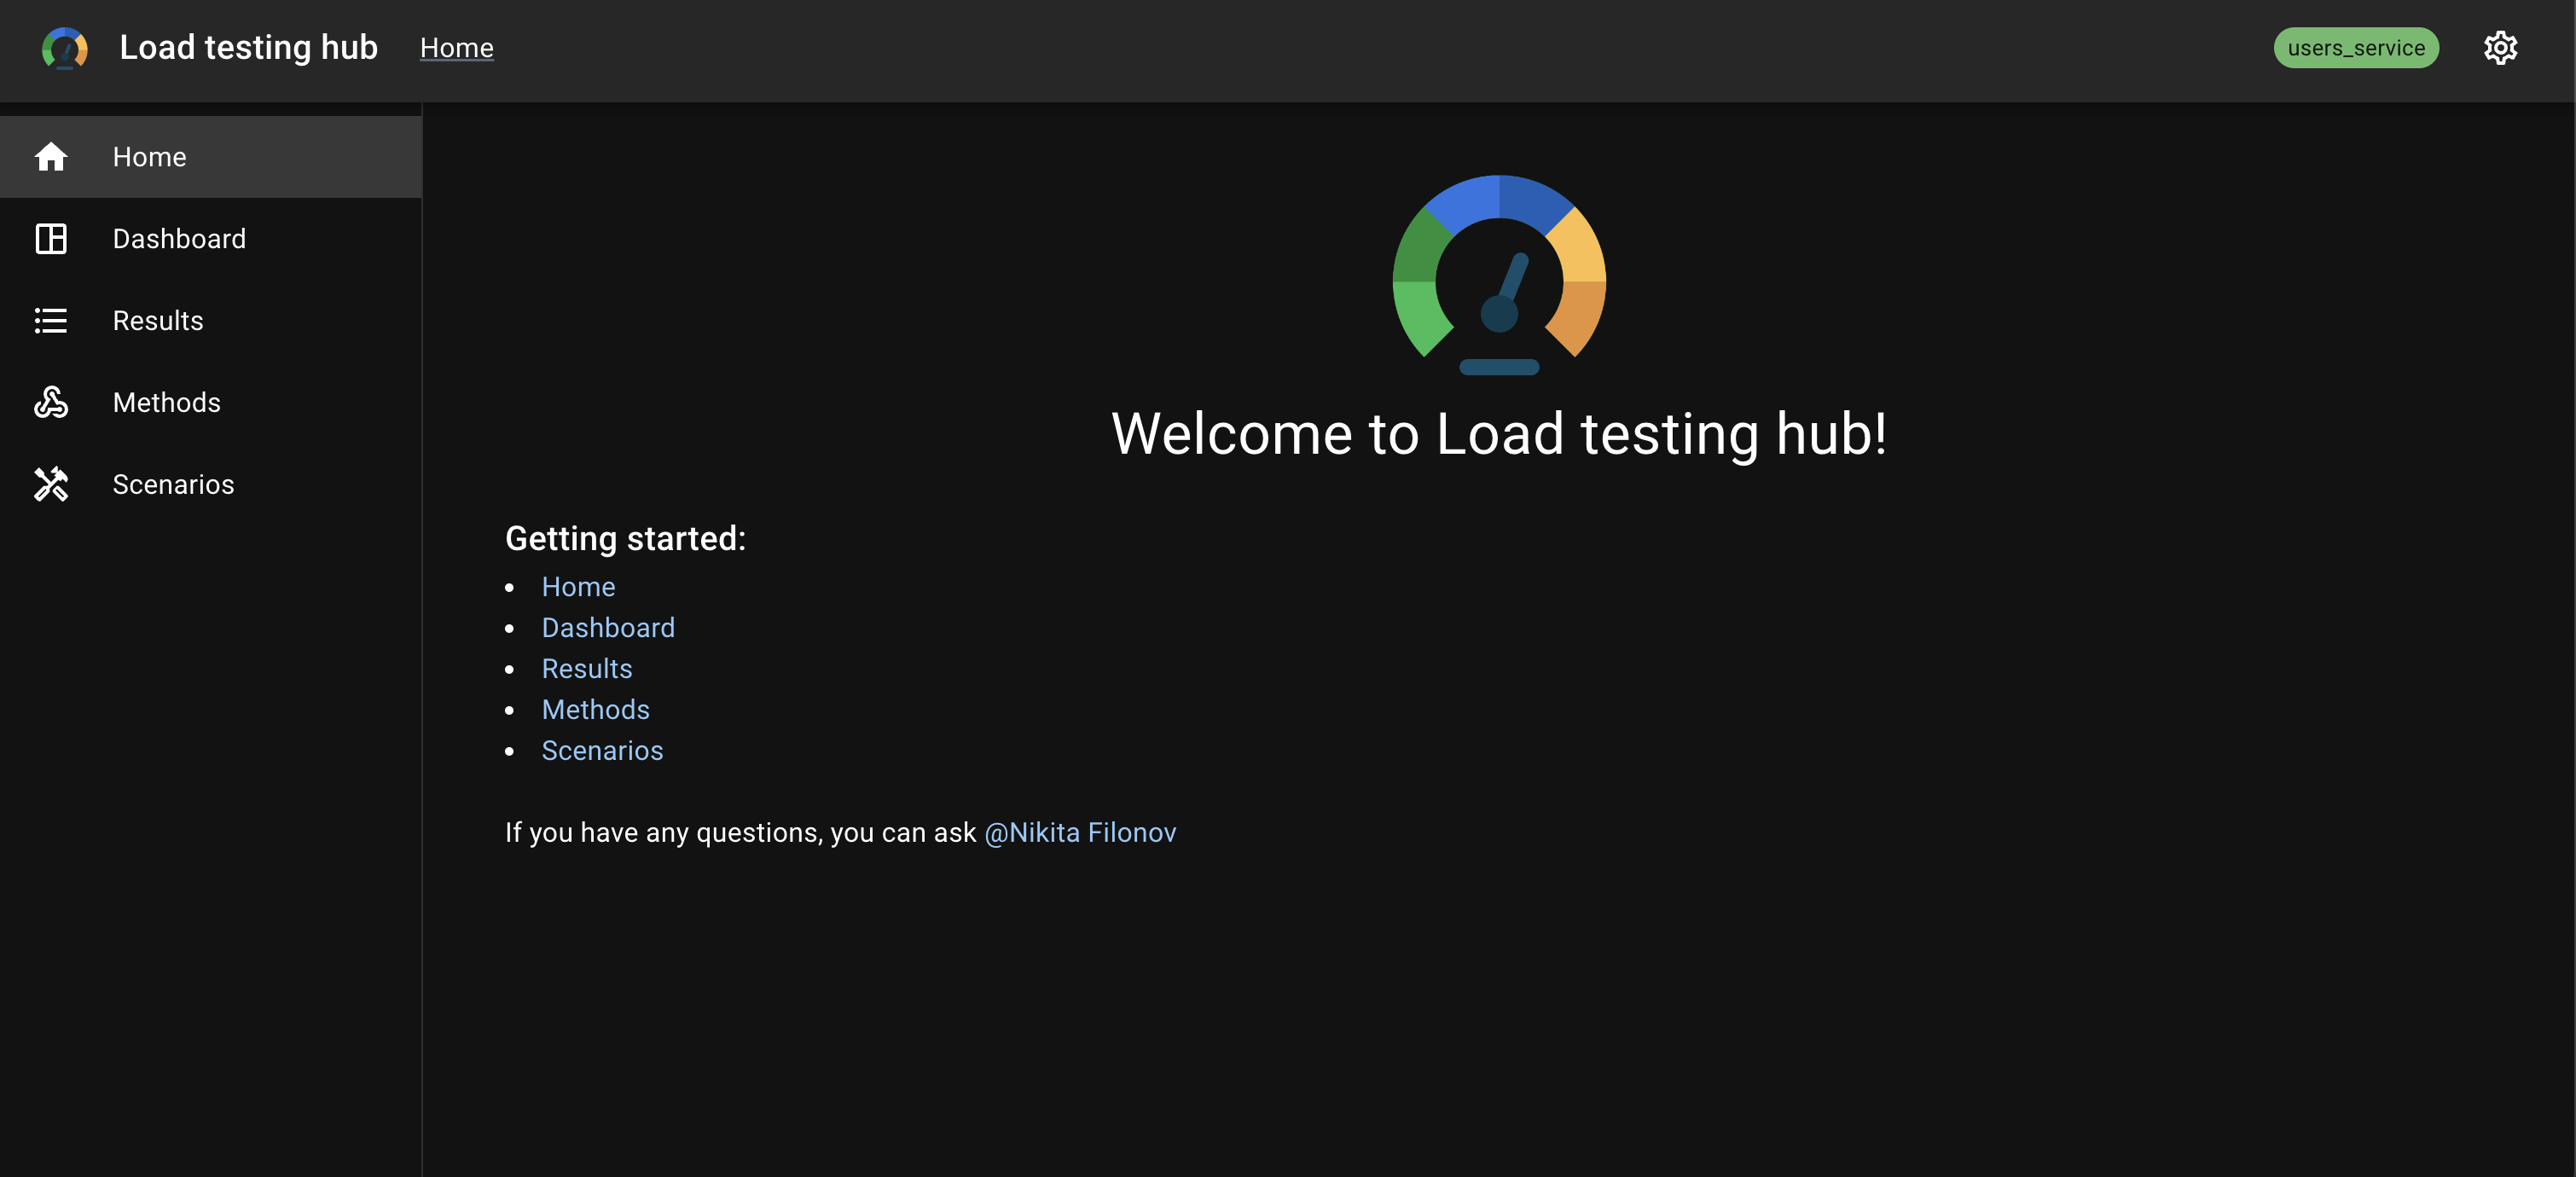 Load testing hub
Home
users_service
Home
Dashboard
Results
Methods
Scenarios
Welcome to Load testing hub!
Getting started:
Home
Dashboard
Results
Methods
Scenarios
If you have any questions, you can ask @Nikita Filonov